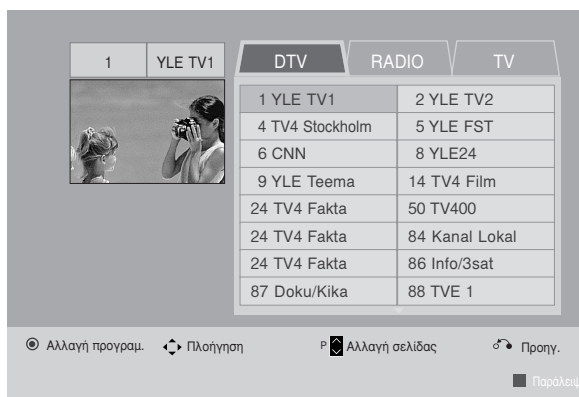 1 YLE TV1 DTV RADIO TV
1 YLE TV1 2 YLE TV2
4 TV4 Stockholm 5 YLE FST
6 CNN 8 YLE24
9 YLE Teema 14 TV4 Film
24 TV4 Fakta 50 TV400
24 TV4 Fakta 84 Kanal Lokal
24 TV4 Fakta 86 Info/3sat
87 Doku/Kika 88 TVE 1
Αλλαγή προγραμ. Πλοήγηση P Αλλαγή σελίδας Προηγ.
Παράλειψ